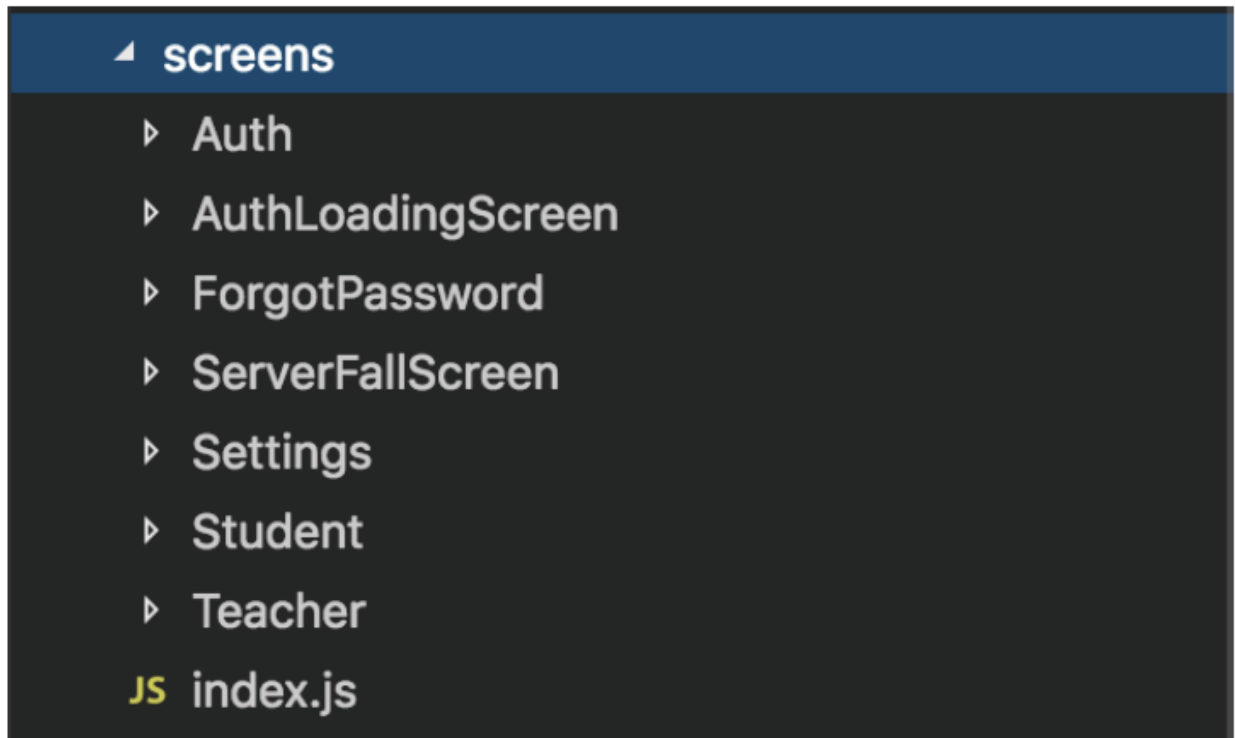 screens
Auth
AuthLoadingScreen
ForgotPassword
ServerFallScreen
Settings
Student
Teacher
JS index.js